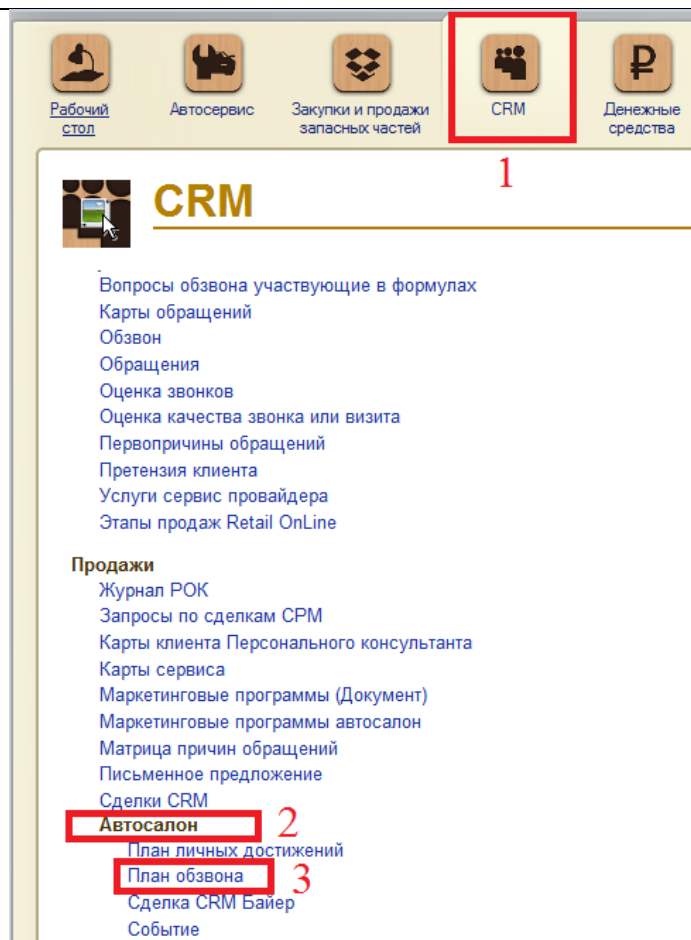 Рабочий стол
Автосервис
Закупки и продажи запасных частей
CRM
Денежные средства
1
CRM
Вопросы обзвона участвующие в формулах
Карты обращений
Обзвон
Обращения
Оценка звонков
Оценка качества звонка или визита
Первопричины обращений
Претензия клиента
Услуги сервис провайдера
Этапы продаж Retail OnLine
Продажи
Журнал РОК
Запросы по сделкам СРМ
Карты клиента Персонального консультанта
Карты сервиса
Маркетинговые программы (Документ)
Маркетинговые программы автосалон
Матрица причин обращений
Письменное предложение
Сделки CRM
Автосалон 2
План личных достижений
План обзвона 3
Сделка CRM Байер
Событие